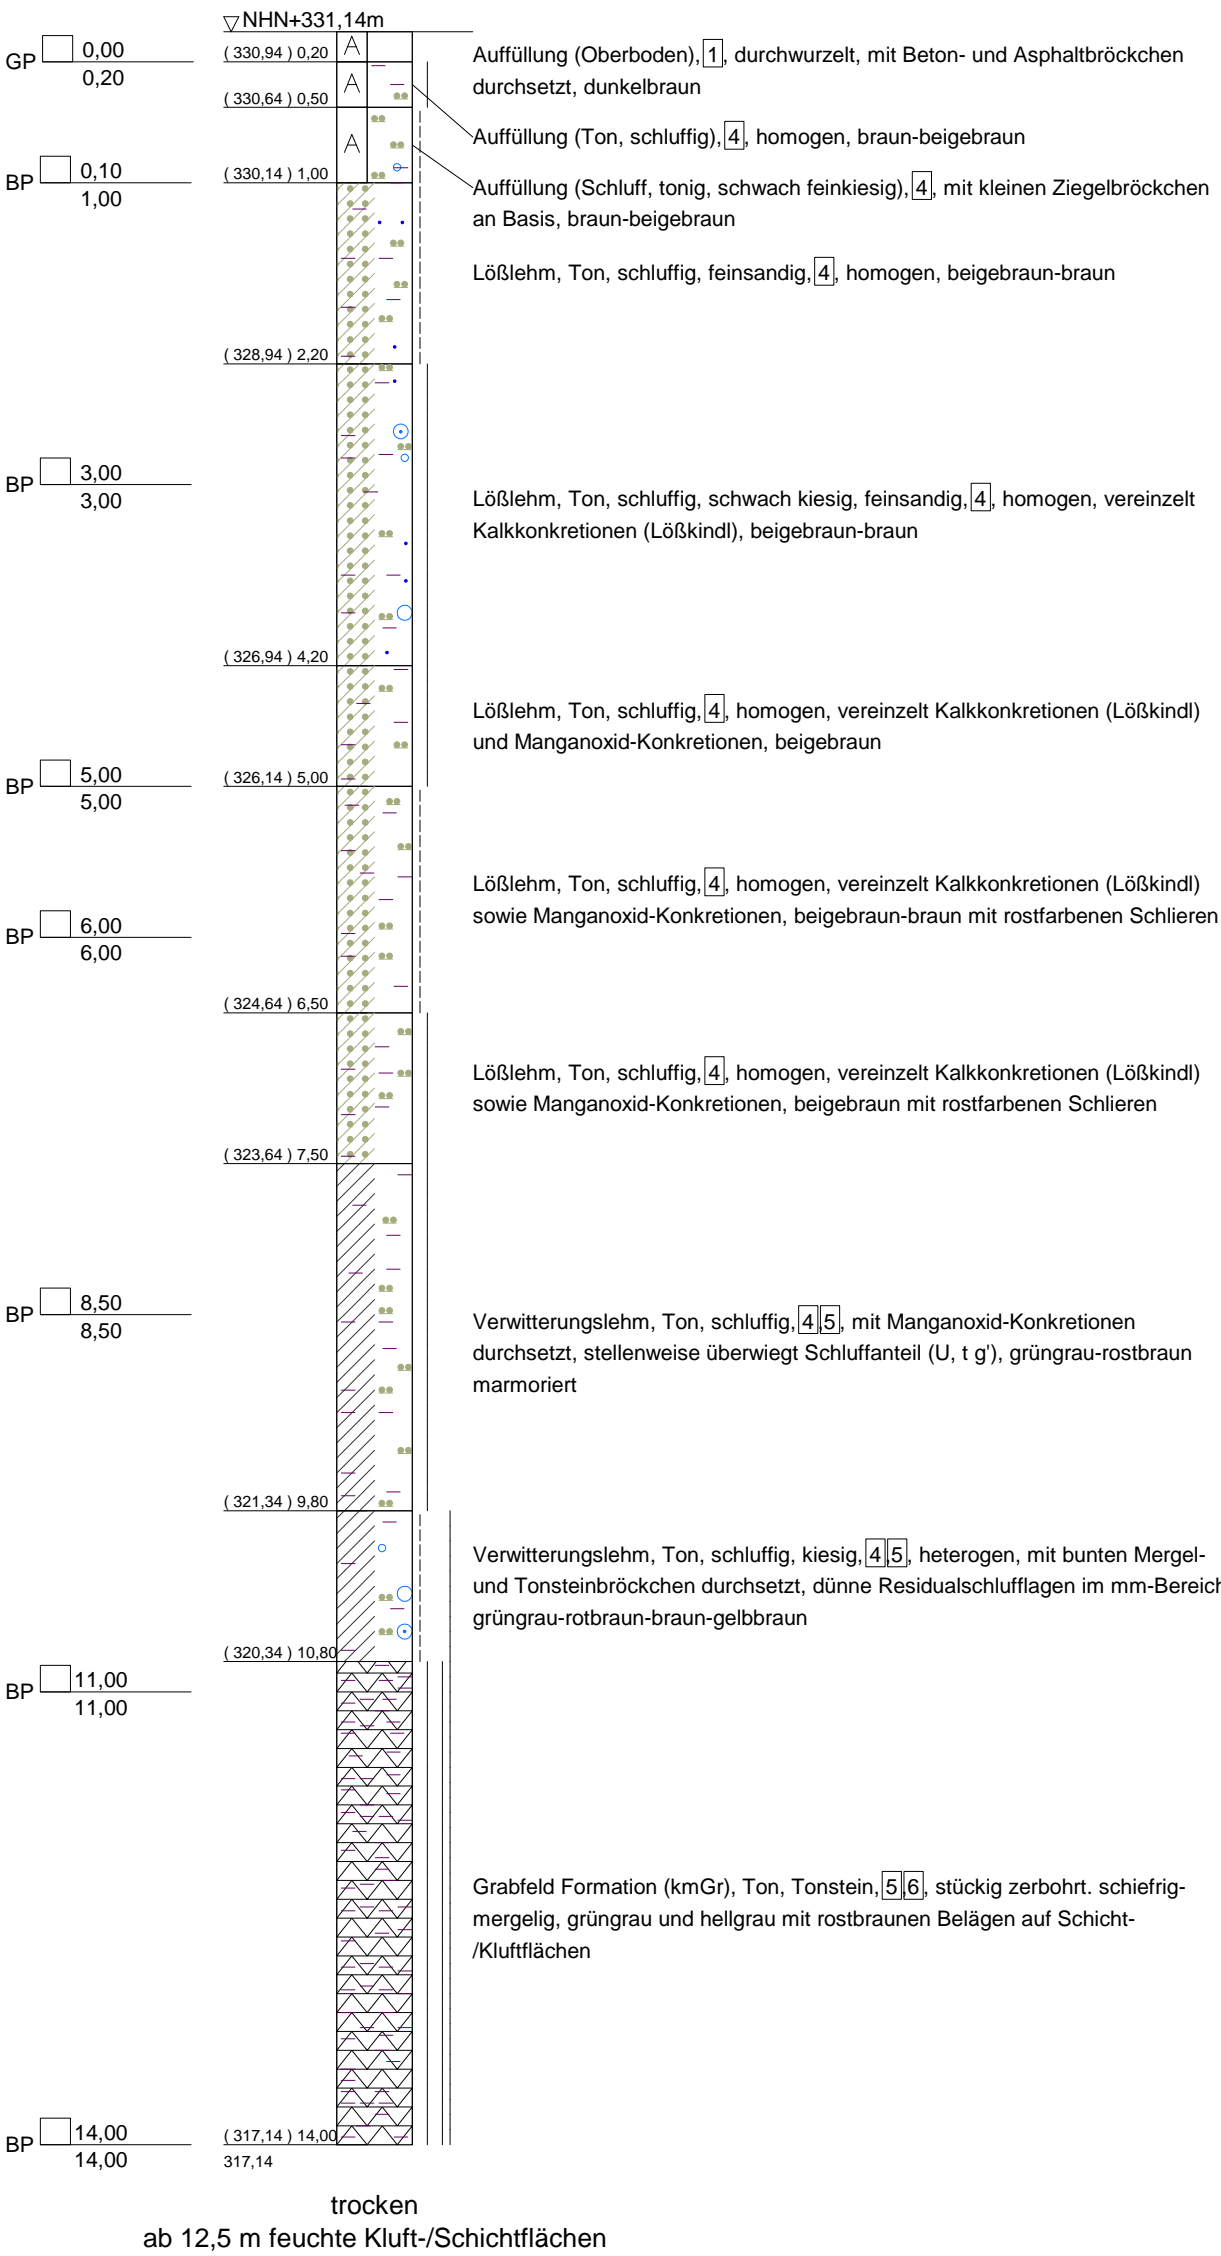 NHN+331,14m
GP 0,00
0,20
( 330,94 ) 0,20
A
Auffüllung (Oberboden), 1, durchwurzelt, mit Beton- und Asphaltbröckchen
durchsetzt, dunkelbraun
A
( 330,64 ) 0,50
Auffüllung (Ton, schluffig), 4, homogen, braun-beigebraun
A
BP 0,10
1,00
( 330,14 ) 1,00
Auffüllung (Schluff, tonig, schwach feinkiesig), 4, mit kleinen Ziegelbröckchen
an Basis, braun-beigebraun
Lößlehm, Ton, schluffig, feinsandig, 4, homogen, beigebraun-braun
( 328,94 ) 2,20
BP 3,00
3,00
Lößlehm, Ton, schluffig, schwach kiesig, feinsandig, 4, homogen, vereinzelt
Kalkkonkretionen (Lößkindl), beigebraun-braun
( 326,94 ) 4,20
Lößlehm, Ton, schluffig, 4, homogen, vereinzelt Kalkkonkretionen (Lößkindl)
und Manganoxid-Konkretionen, beigebraun
BP 5,00
5,00
( 326,14 ) 5,00
Lößlehm, Ton, schluffig, 4, homogen, vereinzelt Kalkkonkretionen (Lößkindl)
sowie Manganoxid-Konkretionen, beigebraun-braun mit rostfarbenen Schlieren
BP 6,00
6,00
( 324,64 ) 6,50
Lößlehm, Ton, schluffig, 4, homogen, vereinzelt Kalkkonkretionen (Lößkindl)
sowie Manganoxid-Konkretionen, beigebraun mit rostfarbenen Schlieren
( 323,64 ) 7,50
BP 8,50
8,50
Verwitterungslehm, Ton, schluffig, 4,5, mit Manganoxid-Konkretionen
durchsetzt, stellenweise überwiegt Schluffanteil (U, t g'), grüngrau-rostbraun
marmoriert
( 321,34 ) 9,80
Verwitterungslehm, Ton, schluffig, kiesig, 4,5, heterogen, mit bunten Mergel-
und Tonsteinbröckchen durchsetzt, dünne Residualschlufflagen im mm-Bereich
grüngrau-rotbraun-braun-gelbbraun
( 320,34 ) 10,80
BP 11,00
11,00
Grabfeld Formation (kmGr), Ton, Tonstein, 5,6, stückig zerbohrt. schiefrig-
mergelig, grüngrau und hellgrau mit rostbraunen Belägen auf Schicht-
/Kluftflächen
BP 14,00
14,00
( 317,14 ) 14,00
317,14
trocken
ab 12,5 m feuchte Kluft-/Schichtflächen